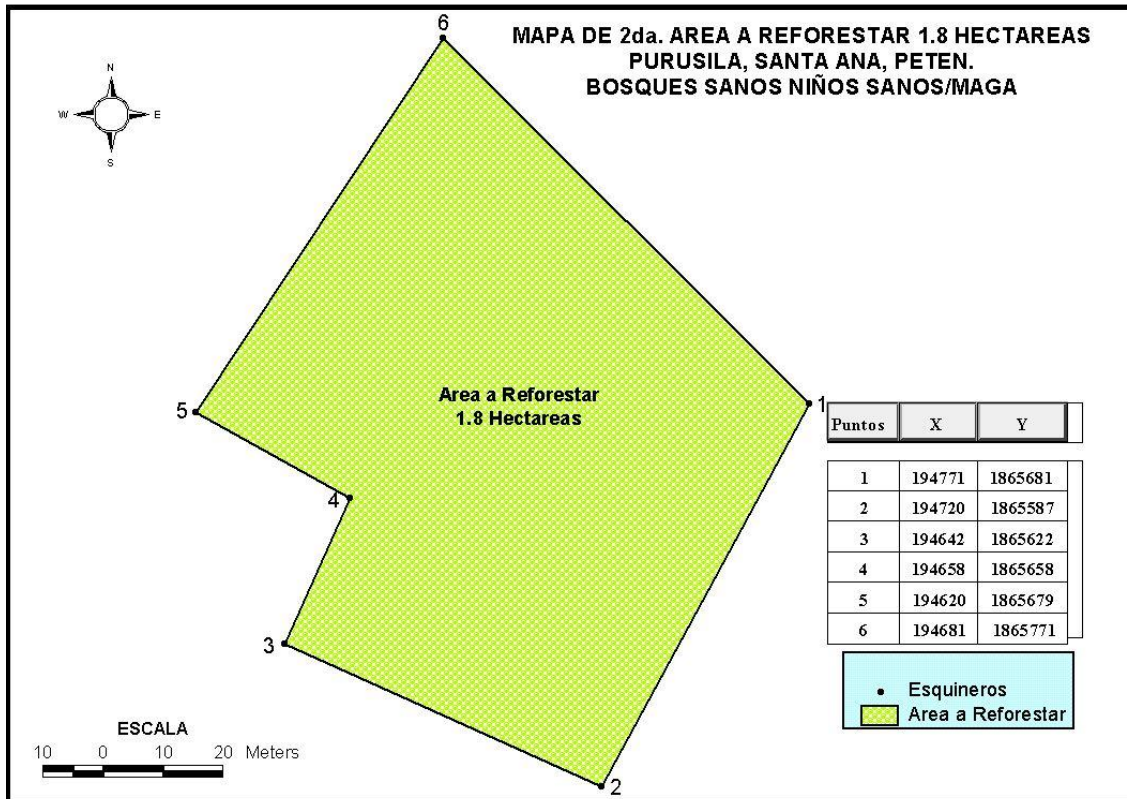 MAPA DE 2da. AREA A REFORESTAR 1.8 HECTAREAS
PURUSILA, SANTA ANA, PETEN.
BOSQUES SANOS NIÑOS SANOS/MAGA
N
W E
S
6
5
4
3
2
1
Area a Reforestar
1.8 Hectareas
Puntos X Y
1 194771 1865681
2 194720 1865587
3 194642 1865622
4 194658 1865658
5 194620 1865679
6 194681 1865771
Esquineros
Area a Reforestar
ESCALA
10 0 10 20 Meters